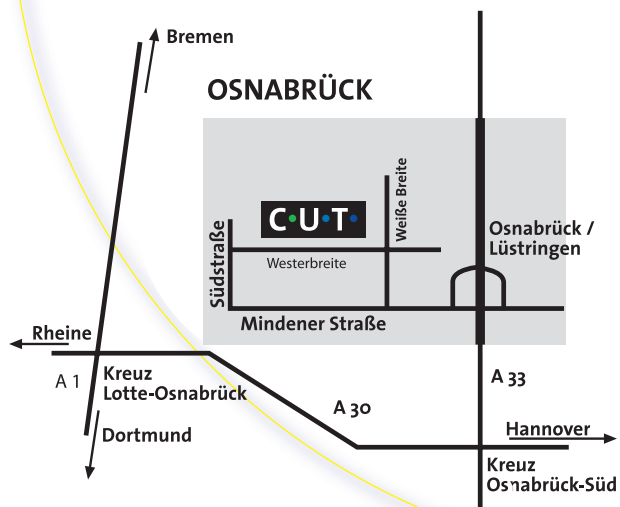 Bremen
OSNABRÜCK
Weiße Breite
C·U·T·
Südstraße
Osnabrück /
Lüstringen
Westerbreite
Mindener Straße
Rheine
A 1
Kreuz
Lotte-Osnabrück
A 33
A 30
Dortmund
Hannover
Kreuz
Osnabrück-Süd